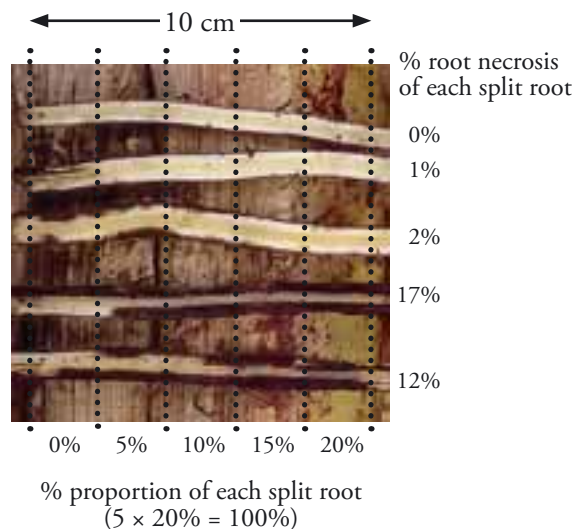 10 cm
% root necrosis
of each split root
0%
1%
2%
17%
12%
0% 5% 10% 15% 20%
% proportion of each split root
(5 × 20% = 100%)